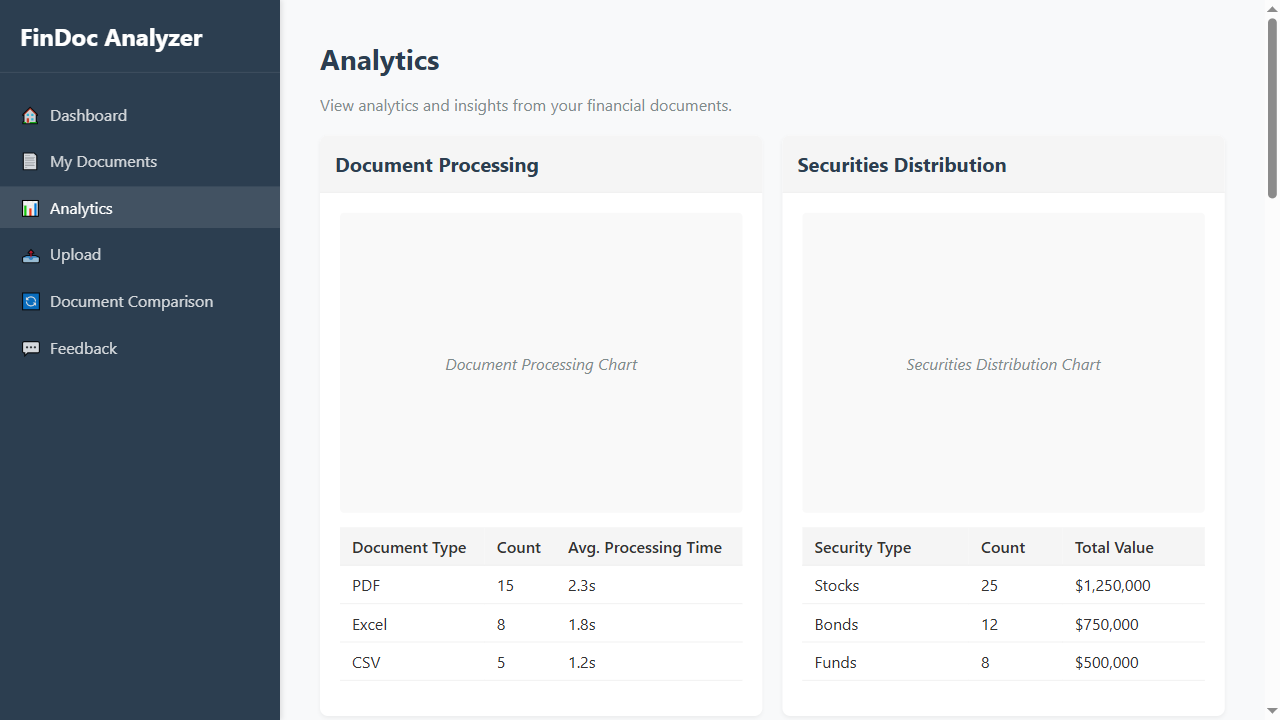 FinDoc Analyzer
Dashboard
My Documents
Analytics
Upload
Document Comparison
Feedback
Analytics
View analytics and insights from your financial documents.
Document Processing
Document Processing Chart
Document Type Count Avg. Processing Time
PDF 15 2.3s
Excel 8 1.8s
CSV 5 1.2s
Securities Distribution
Securities Distribution Chart
Security Type Count Total Value
Stocks 25 $1,250,000
Bonds 12 $750,000
Funds 8 $500,000